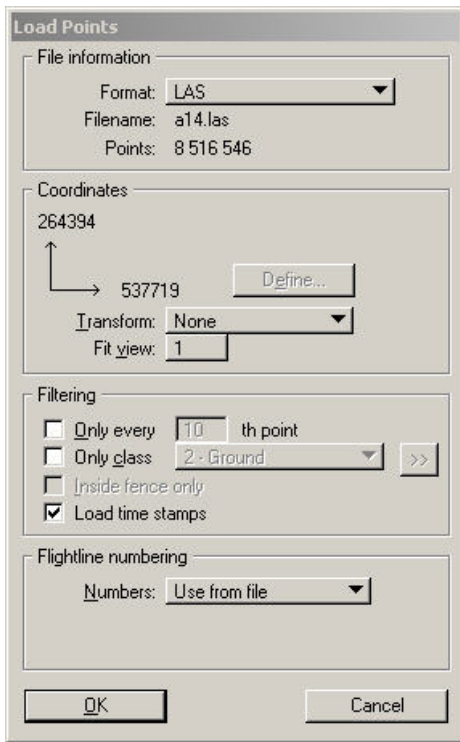 Load Points
File information
Format: LAS
Filename: a14.las
Points: 8 516 546
Coordinates
264394
537719
Define...
Transform: None
Fit view: 1
Filtering
Only every 10 th point
Only class 2 - Ground >>
Inside fence only
Load time stamps
Flightline numbering
Numbers: Use from file
OK Cancel